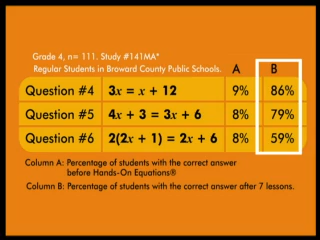 Grade 4, n= 111. Study #141MA*
Regular Students in Broward County Public Schools. A B
Question #4 3x = x + 12 9% 86%
Question #5 4x + 3 = 3x + 6 8% 79%
Question #6 2(2x + 1) = 2x + 6 8% 59%
Column A: Percentage of students with the correct answer
before Hands-On Equations®
Column B: Percentage of students with the correct answer after 7 lessons.